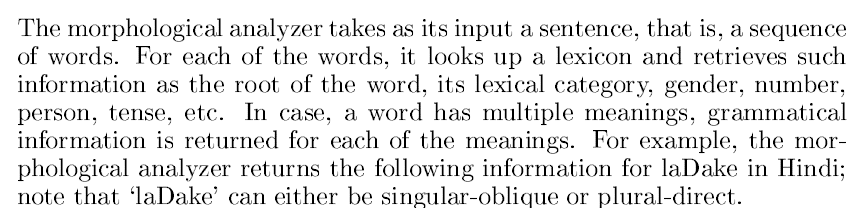 The morphological analyzer takes as its input a sentence, that is, a sequence
of words. For each of the words, it looks up a lexicon and retrieves such
information as the root of the word, its lexical category, gender, number,
person, tense, etc. In case, a word has multiple meanings, grammatical
information is returned for each of the meanings. For example, the mor-
phological analyzer returns the following information for laDake in Hindi;
note that ‘laDake’ can either be singular-oblique or plural-direct.